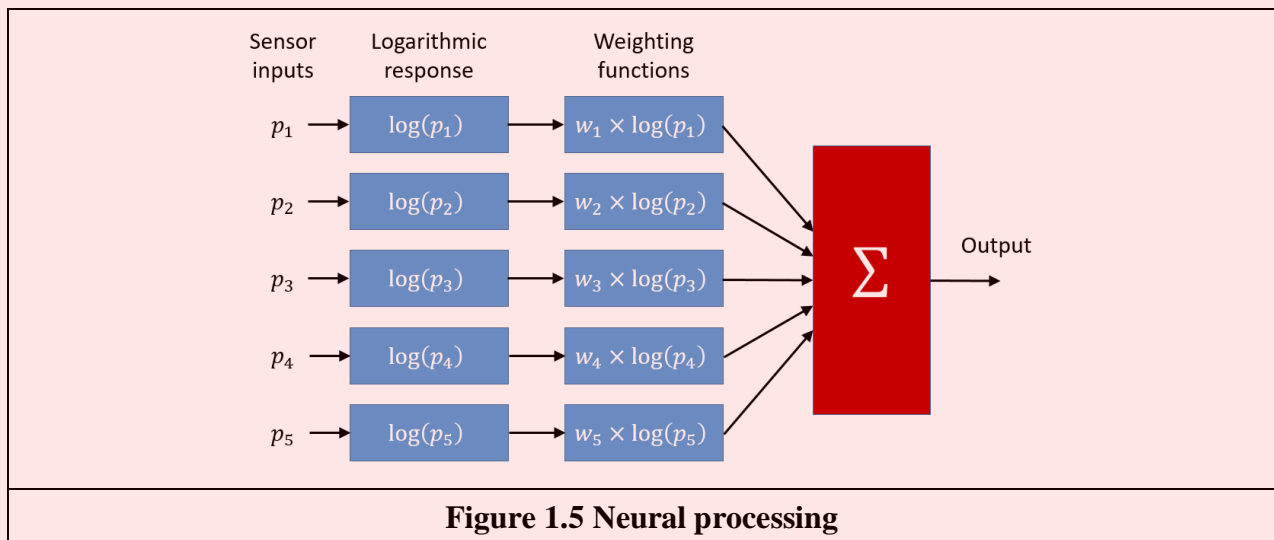 Sensor
inputs
Logarithmic
response
Weighting
functions
p₁ log(p₁) w₁ × log(p₁)
p₂ log(p₂) w₂ × log(p₂)
p₃ log(p₃) w₃ × log(p₃)
p₄ log(p₄) w₄ × log(p₄)
p₅ log(p₅) w₅ × log(p₅)
∑
Output
Figure 1.5 Neural processing